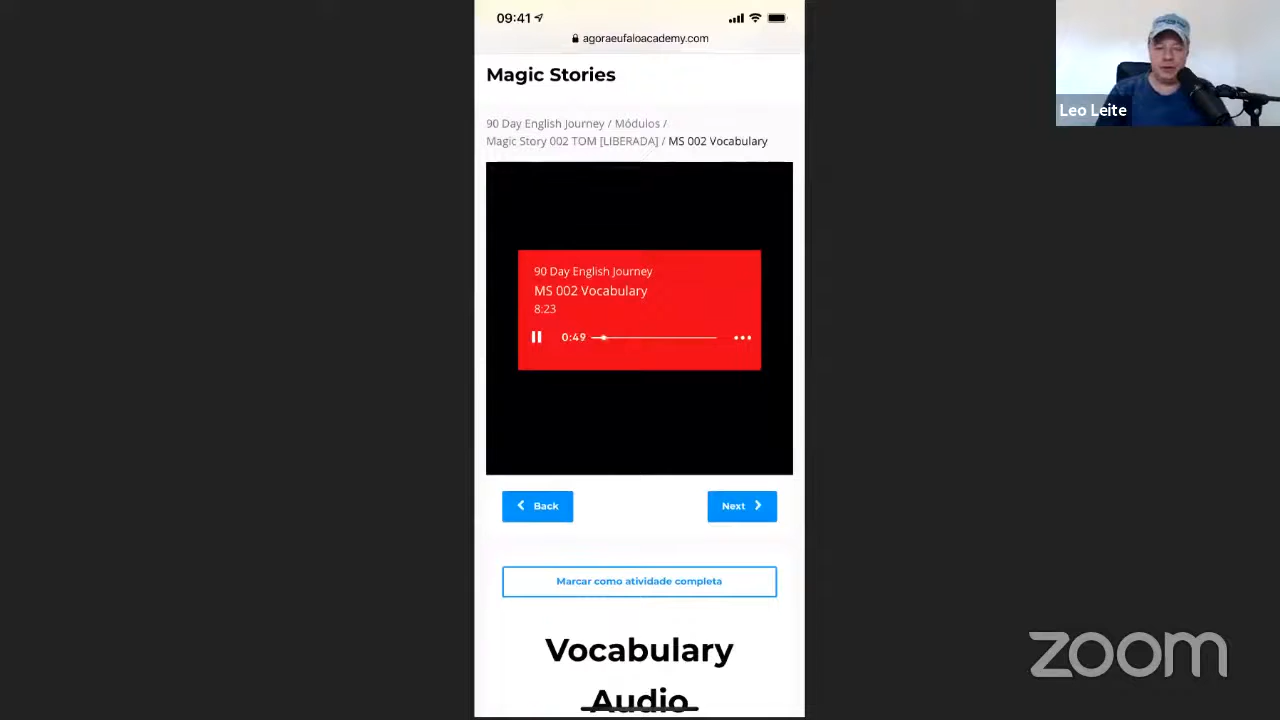 09:41
agoraeufaloacademy.com
Leo Leite
Magic Stories
90 Day English Journey / Módulos /
Magic Story 002 TOM [LIBERADA] / MS 002 Vocabulary
90 Day English Journey
MS 002 Vocabulary
8:23
0:49
Back
Next
Marcar como atividade completa
Vocabulary
Audio
zoom